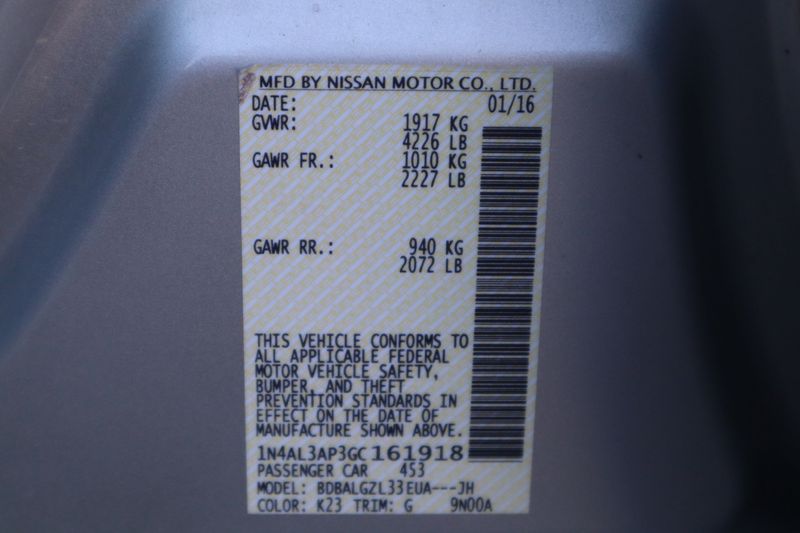 MFD BY NISSAN MOTOR CO., LTD.
DATE: 01/16
GVWR: 1917 KG
4226 LB
GAWR FR.: 1010 KG
2227 LB
GAWR RR.: 940 KG
2072 LB
THIS VEHICLE CONFORMS TO
ALL APPLICABLE FEDERAL
MOTOR VEHICLE SAFETY,
BUMPER, AND THEFT
PREVENTION STANDARDS IN
EFFECT ON THE DATE OF
MANUFACTURE SHOWN ABOVE.
1N4AL3AP3GC161918
PASSENGER CAR 453
MODEL: BDBALGZL33EUA---JH
COLOR: K23 TRIM: G 9N00A